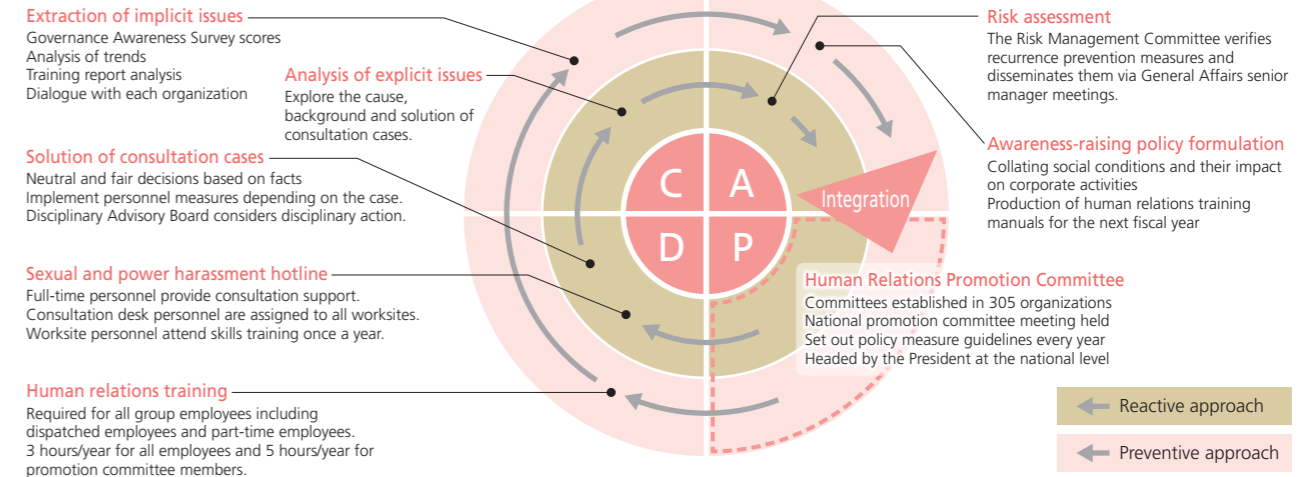 Extraction of implicit issues
Governance Awareness Survey scores
Analysis of trends
Training report analysis
Dialogue with each organization
Analysis of explicit issues
Explore the cause,
background and solution of
consultation cases.
Solution of consultation cases
Neutral and fair decisions based on facts
Implement personnel measures depending on the case.
Disciplinary Advisory Board considers disciplinary action.
Sexual and power harassment hotline
Full-time personnel provide consultation support.
Consultation desk personnel are assigned to all worksites.
Worksite personnel attend skills training once a year.
Human relations training
Required for all group employees including
dispatched employees and part-time employees.
3 hours/year for all employees and 5 hours/year for
promotion committee members.
C
A
D
P
Integration
Risk assessment
The Risk Management Committee verifies
recurrence prevention measures and
disseminates them via General Affairs senior
manager meetings.
Awareness-raising policy formulation
Collating social conditions and their impact
on corporate activities
Production of human relations training
manuals for the next fiscal year
Human Relations Promotion Committee
Committees established in 305 organizations
National promotion committee meeting held
Set out policy measure guidelines every year
Headed by the President at the national level
Reactive approach
Preventive approach